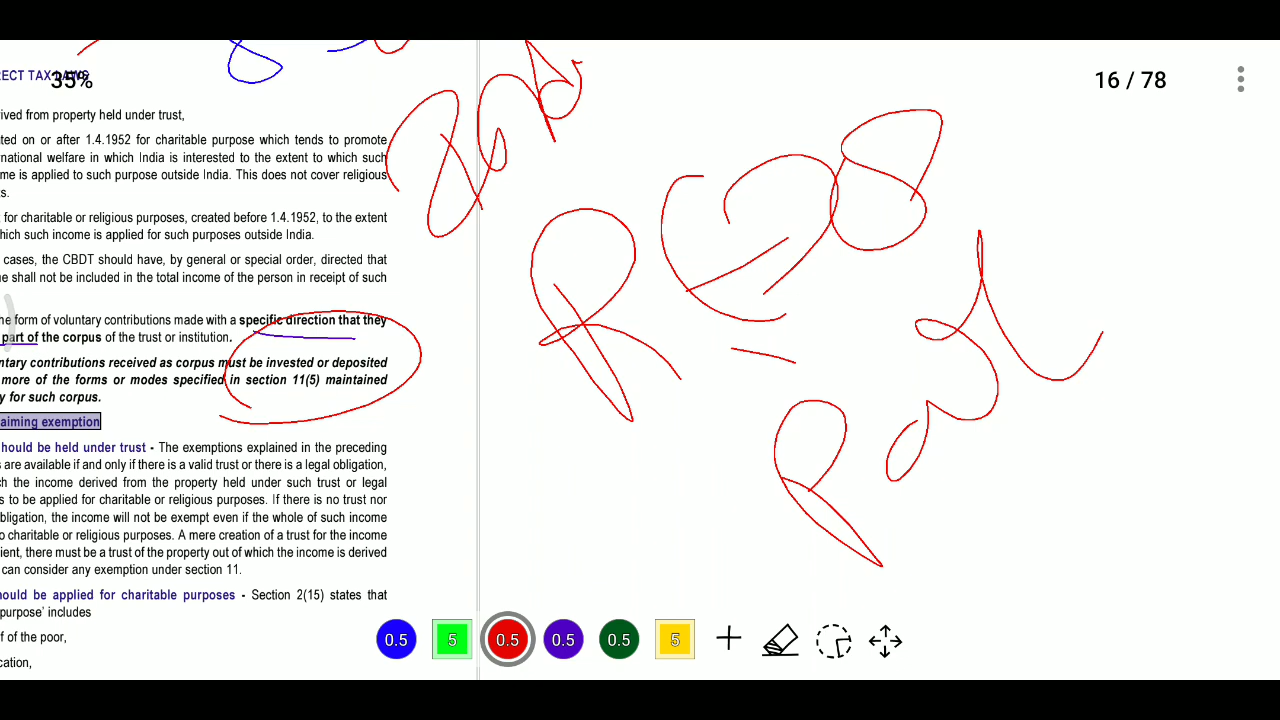 RECT TAX LAWS
35%
16 / 78
rived from property held under trust,
ted on or after 1.4.1952 for charitable purpose which tends to promote
rnational welfare in which India is interested to the extent to which such
me is applied to such purpose outside India. This does not cover religious
s.
for charitable or religious purposes, created before 1.4.1952, to the extent
hich such income is applied for such purposes outside India.
cases, the CBDT should have, by general or special order, directed that
me shall not be included in the total income of the person in receipt of such
he form of voluntary contributions made with a specific direction that they
part of the corpus of the trust or institution.
ntary contributions received as corpus must be invested or deposited
more of the forms or modes specified in section 11(5) maintained
y for such corpus.
aiming exemption
hould be held under trust - The exemptions explained in the preceding
s are available if and only if there is a valid trust or there is a legal obligation,
ch the income derived from the property held under such trust or legal
s to be applied for charitable or religious purposes. If there is no trust nor
bligation, the income will not be exempt even if the whole of such income
o charitable or religious purposes. A mere creation of a trust for the income
ient, there must be a trust of the property out of which the income is derived
can consider any exemption under section 11.
hould be applied for charitable purposes - Section 2(15) states that
purpose' includes
f of the poor,
cation,
0.5 5 0.5 0.5 0.5 5